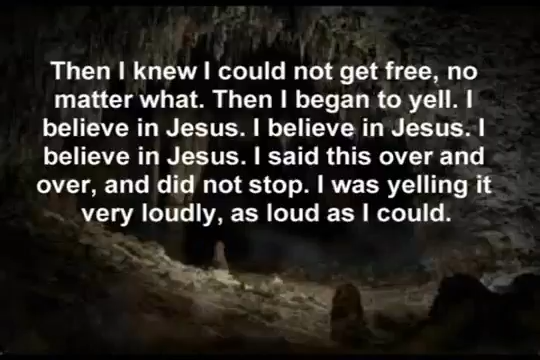 Then I knew I could not get free, no
matter what. Then I began to yell. I
believe in Jesus. I believe in Jesus. I
believe in Jesus. I said this over and
over, and did not stop. I was yelling it
very loudly, as loud as I could.